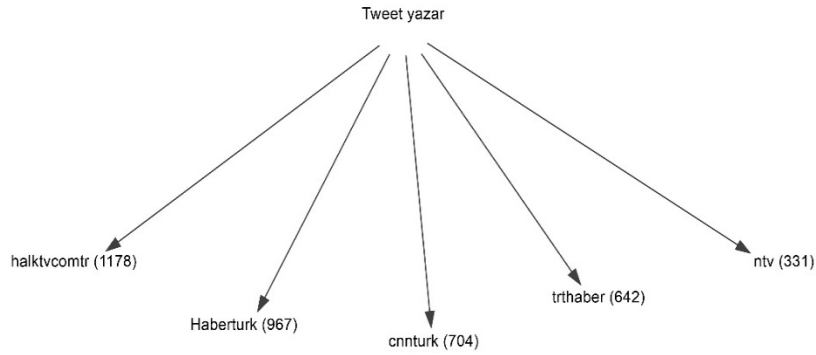 Tweet yazar
halktvcomtr (1178)
Haberturk (967)
cnnturk (704)
trthaber (642)
ntv (331)